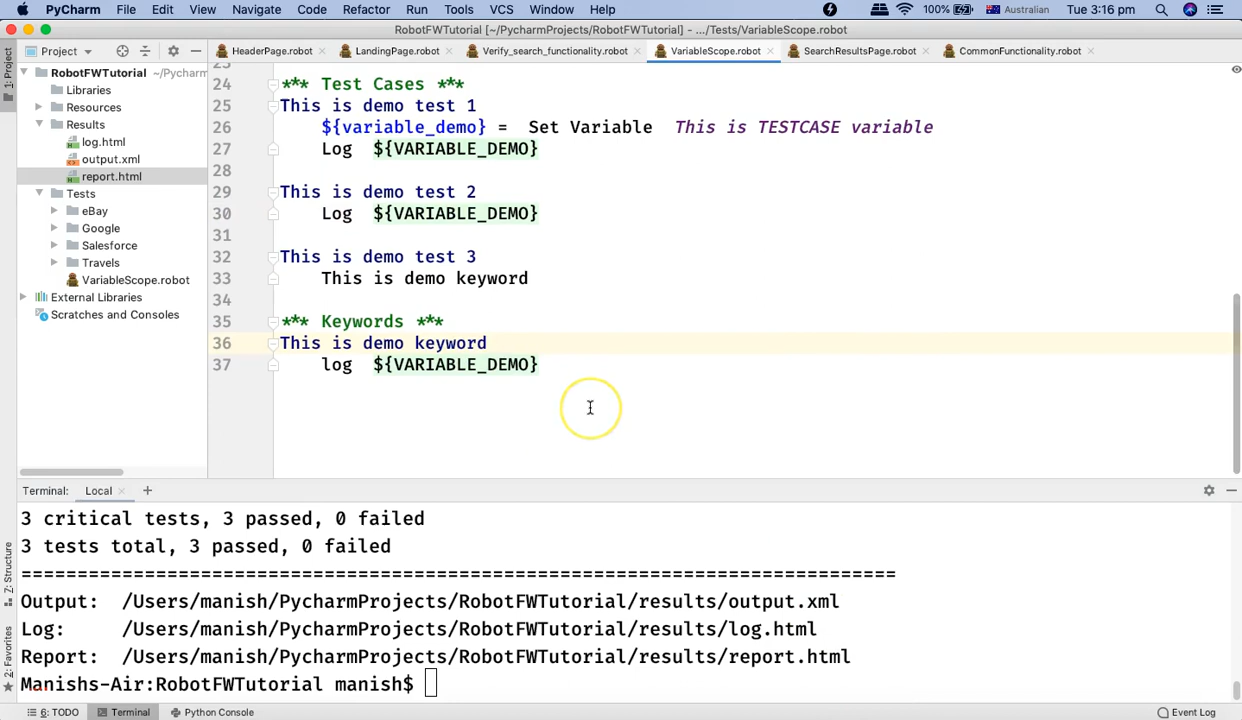 PyCharm File Edit View Navigate Code Refactor Run Tools VCS Window Help 100% Australian Tue 3:16 pm
RobotFWTutorial [~/PycharmProjects/RobotFWTutorial] - .../Tests/VariableScope.robot
Project HeaderPage.robot LandingPage.robot Verify_search_functionality.robot VariableScope.robot SearchResultsPage.robot CommonFunctionality.robot
1: Project
RobotFWTutorial ~/Pycharm
Libraries
Resources
Results
log.html
output.xml
report.html
Tests
eBay
Google
Salesforce
Travels
VariableScope.robot
External Libraries
Scratches and Consoles
23
24 *** Test Cases ***
25 This is demo test 1
26 ${variable_demo} = Set Variable This is TESTCASE variable
27 Log ${VARIABLE_DEMO}
28
29 This is demo test 2
30 Log ${VARIABLE_DEMO}
31
32 This is demo test 3
33 This is demo keyword
34
35 *** Keywords ***
36 This is demo keyword
37 log ${VARIABLE_DEMO}
Terminal: Local
3 critical tests, 3 passed, 0 failed
3 tests total, 3 passed, 0 failed
==============================================================================
Output: /Users/manish/PycharmProjects/RobotFWTutorial/results/output.xml
Log: /Users/manish/PycharmProjects/RobotFWTutorial/results/log.html
Report: /Users/manish/PycharmProjects/RobotFWTutorial/results/report.html
Manishs-Air:RobotFWTutorial manish$
7: Structure
2: Favorites
6: TODO Terminal Python Console Event Log